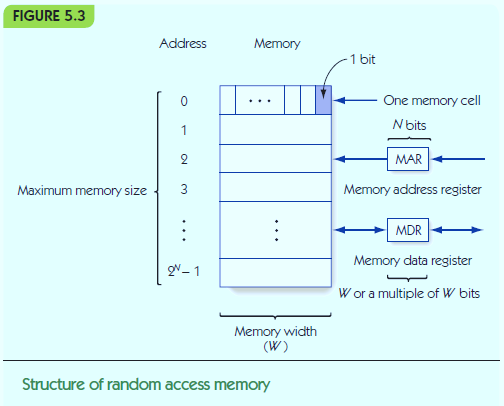 FIGURE 5.3
Address Memory
1 bit
0 ... One memory cell
N bits
1
2 MAR
Maximum memory size 3 Memory address register
⋮ ⋮ MDR
Memory data register
2^N – 1
W or a multiple of W bits
Memory width
(W)
Structure of random access memory